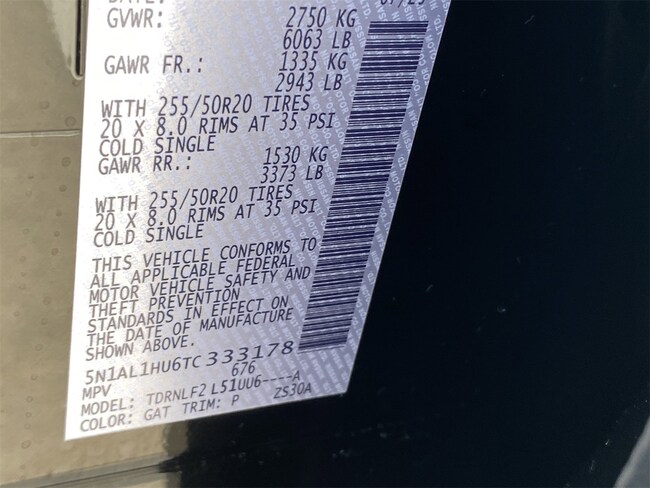 GVWR: 2750 KG
6063 LB
GAWR FR.: 1335 KG
2943 LB
WITH 255/50R20 TIRES
20 X 8.0 RIMS AT 35 PSI
COLD SINGLE
GAWR RR.: 1530 KG
3373 LB
WITH 255/50R20 TIRES
20 X 8.0 RIMS AT 35 PSI
COLD SINGLE
THIS VEHICLE CONFORMS TO
ALL APPLICABLE FEDERAL
MOTOR VEHICLE SAFETY AND
THEFT PREVENTION
STANDARDS IN EFFECT ON
THE DATE OF MANUFACTURE
SHOWN ABOVE.
5N1AL1HU6TC333178
MPV 676
MODEL: TDRNLF2 L51UU6----A
COLOR: GAT TRIM: P ZS30A